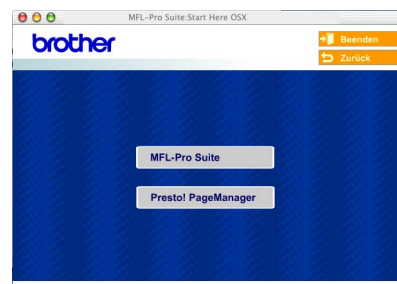 MFL-Pro Suite:Start Here OSX
brother
Beenden
Zurück
MFL-Pro Suite
Presto! PageManager